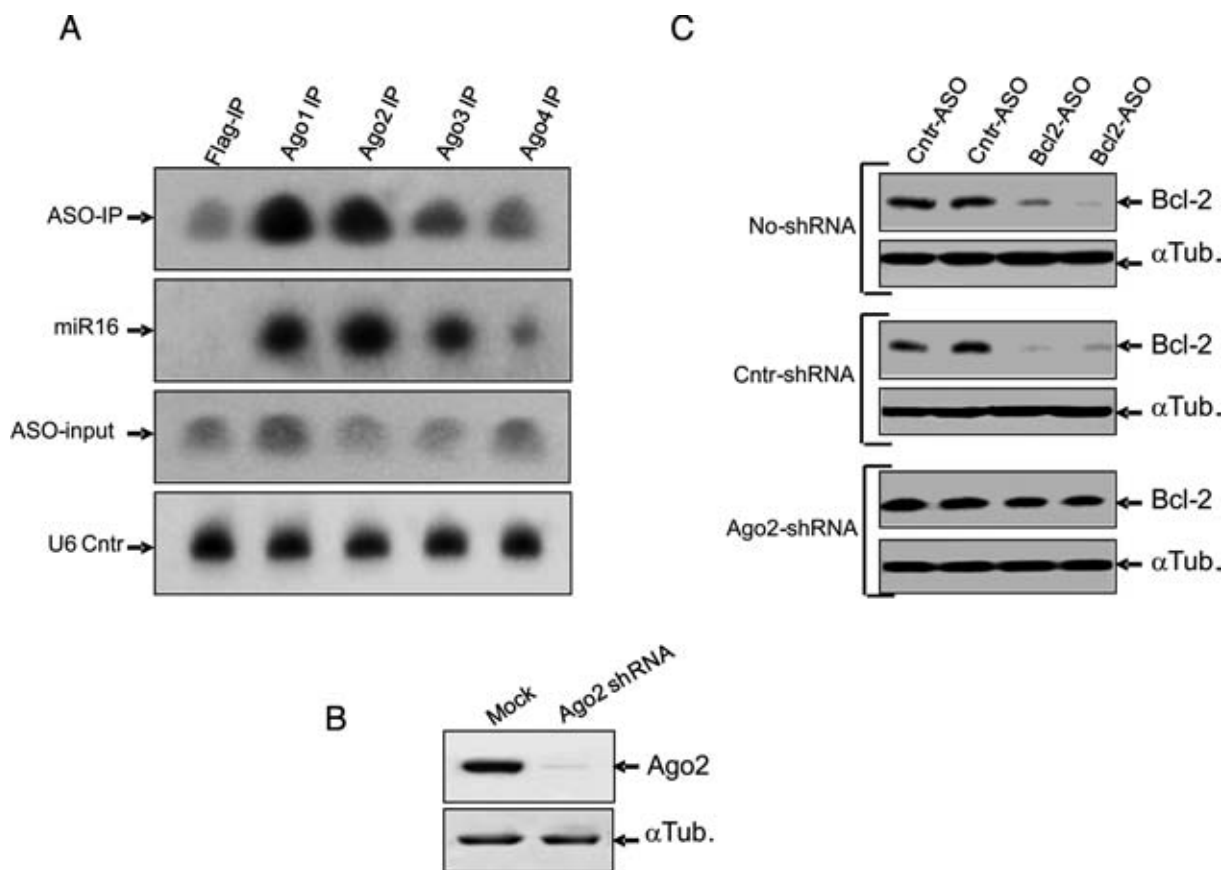 A
Flag-IP
Ago1 IP
Ago2 IP
Ago3 IP
Ago4 IP
ASO-IP
miR16
ASO-input
U6 Cntr
B
Mock
Ago2 shRNA
Ago2
αTub.
C
Cntr-ASO
Cntr-ASO
Bcl2-ASO
Bcl2-ASO
No-shRNA
Bcl-2
αTub.
Cntr-shRNA
Bcl-2
αTub.
Ago2-shRNA
Bcl-2
αTub.